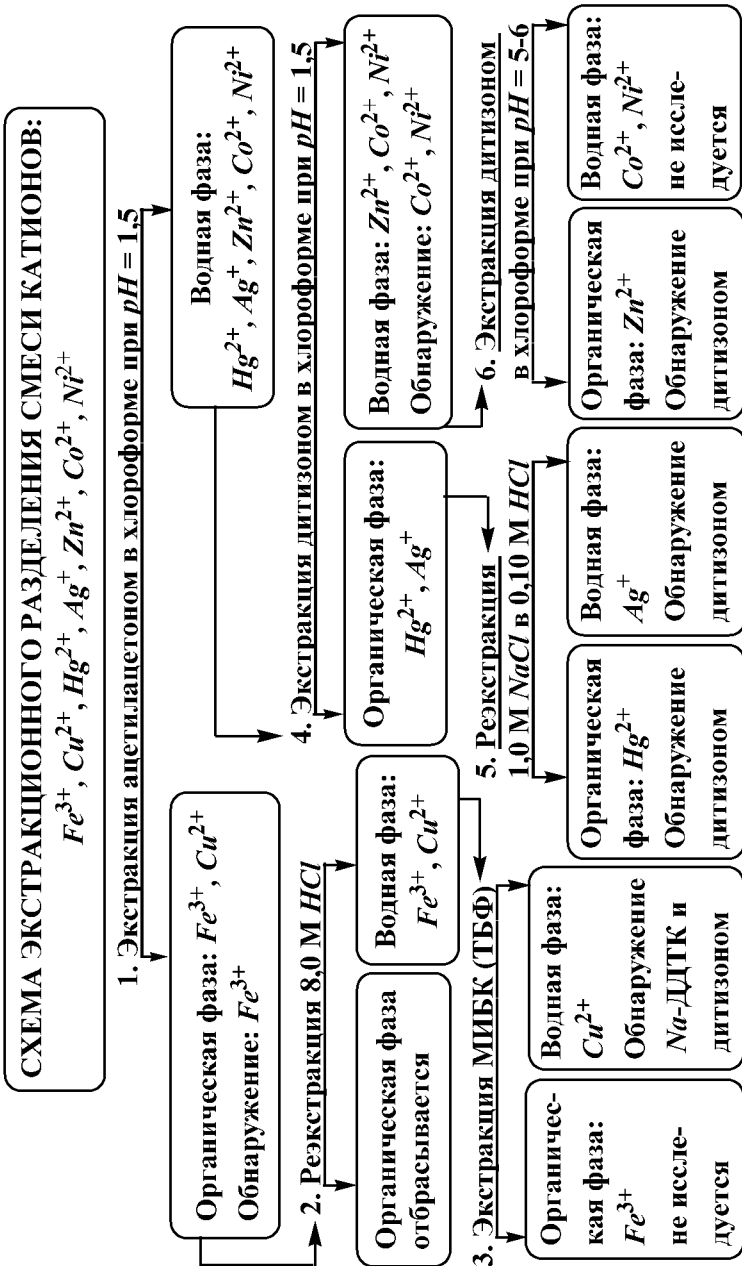 СХЕМА ЭКСТРАКЦИОННОГО РАЗДЕЛЕНИЯ СМЕСИ КАТИОНОВ:
Fe³⁺, Cu²⁺, Hg²⁺, Ag⁺, Zn²⁺, Co²⁺, Ni²⁺
1. Экстракция ацетилацетоном в хлороформе при pH = 1,5
Органическая фаза: Fe³⁺, Cu²⁺
Обнаружение: Fe³⁺
Водная фаза:
Hg²⁺, Ag⁺, Zn²⁺, Co²⁺, Ni²⁺
2. Реэкстракция 8,0 М HCl
Органическая фаза
отбрасывается
Водная фаза:
Fe³⁺, Cu²⁺
3. Экстракция МИБК (ТБФ)
Органичес-
кая фаза:
Fe³⁺
не иссле-
дуется
Водная фаза:
Cu²⁺
Обнаружение
Na-ДДТК и
дитизоном
4. Экстракция дитизоном в хлороформе при pH = 1,5
Органическая фаза:
Hg²⁺, Ag⁺
Водная фаза: Zn²⁺, Co²⁺, Ni²⁺
Обнаружение: Co²⁺, Ni²⁺
5. Реэкстракция
1,0 М NaCl в 0,10 М HCl
Органическая
фаза: Hg²⁺
Обнаружение
дитизоном
Водная фаза:
Ag⁺
Обнаружение
дитизоном
6. Экстракция дитизоном
в хлороформе при pH = 5-6
Органическая
фаза: Zn²⁺
Обнаружение
дитизоном
Водная фаза:
Co²⁺, Ni²⁺
не иссле-
дуется